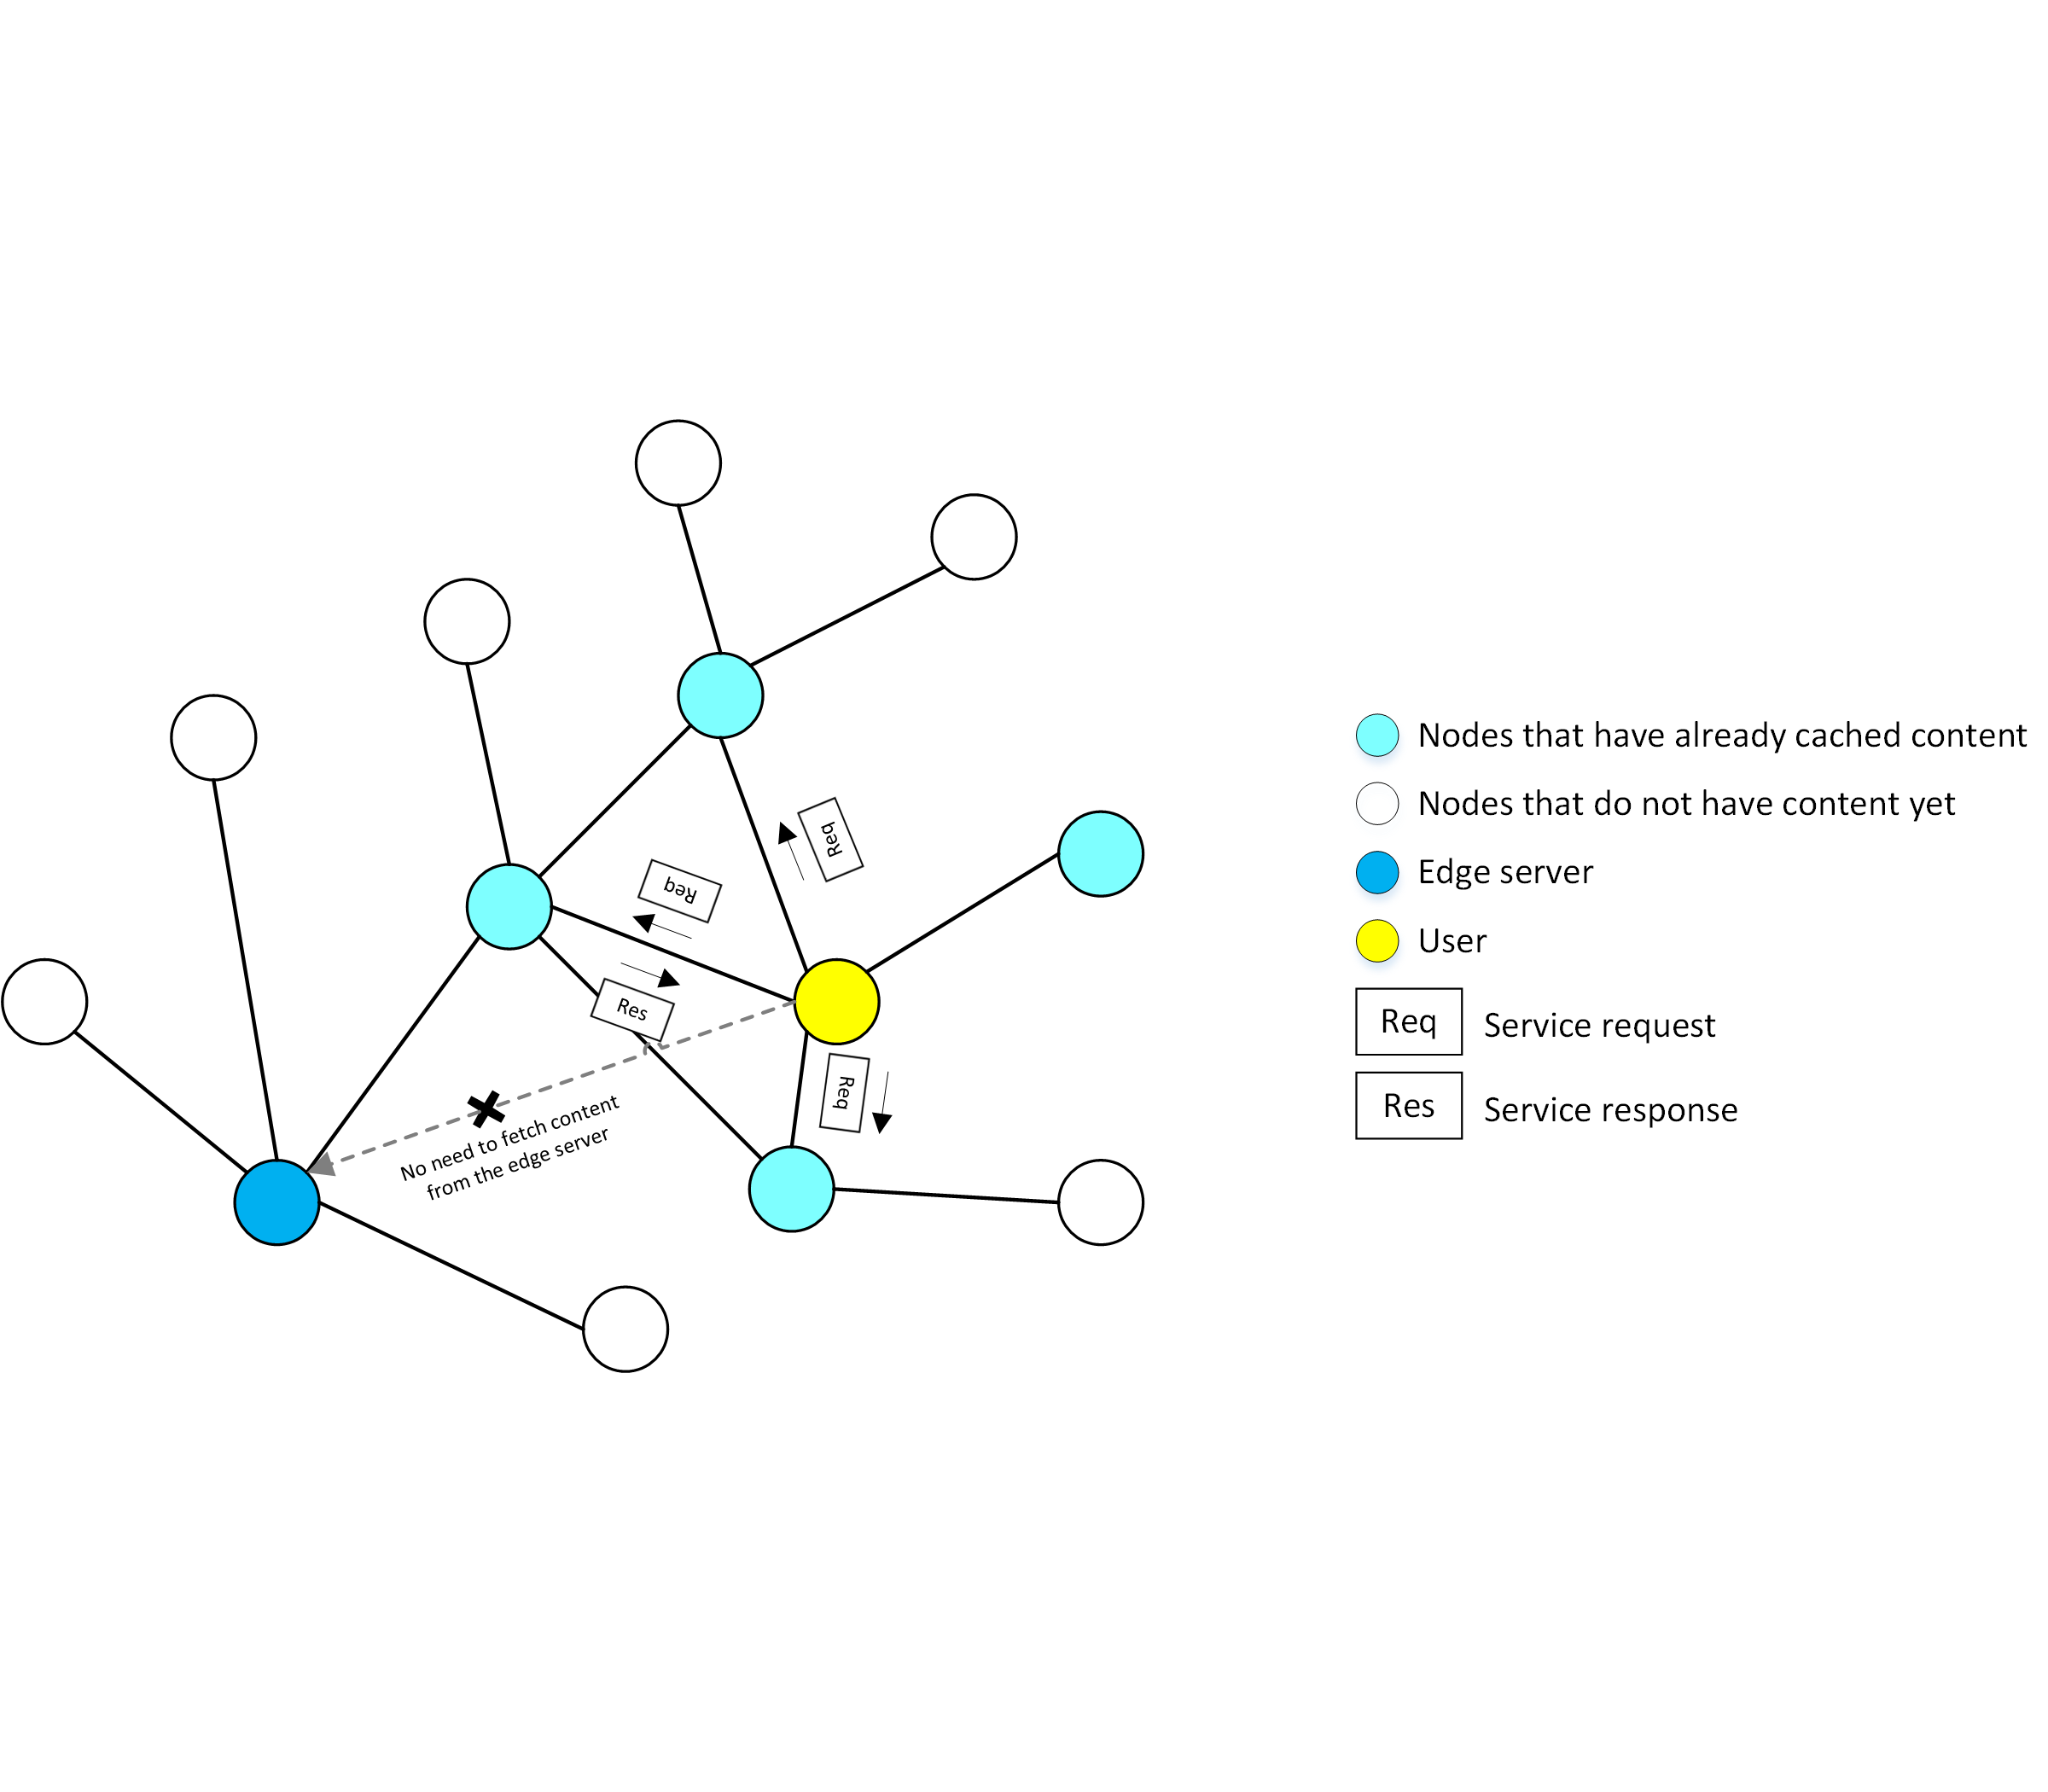 Req
Req
Res
Req
No need to fetch content
from the edge server
Nodes that have already cached content
Nodes that do not have content yet
Edge server
User
Req Service request
Res Service response